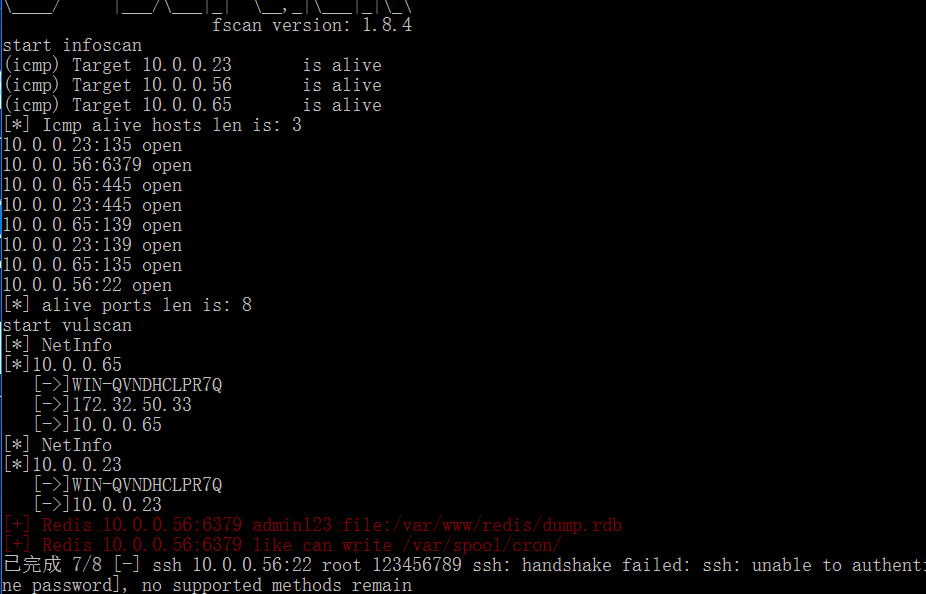 fscan version: 1.8.4
start infoscan
(icmp) Target 10.0.0.23 is alive
(icmp) Target 10.0.0.56 is alive
(icmp) Target 10.0.0.65 is alive
[*] Icmp alive hosts len is: 3
10.0.0.23:135 open
10.0.0.56:6379 open
10.0.0.65:445 open
10.0.0.23:445 open
10.0.0.65:139 open
10.0.0.23:139 open
10.0.0.65:135 open
10.0.0.56:22 open
[*] alive ports len is: 8
start vulscan
[*] NetInfo
[*]10.0.0.65
[->]WIN-QVNDHCLPR7Q
[->]172.32.50.33
[->]10.0.0.65
[*] NetInfo
[*]10.0.0.23
[->]WIN-QVNDHCLPR7Q
[->]10.0.0.23
[+] Redis 10.0.0.56:6379 admin123 file:/var/www/redis/dump.rdb
[+] Redis 10.0.0.56:6379 like can write /var/spool/cron/
已完成 7/8 [-] ssh 10.0.0.56:22 root 123456789 ssh: handshake failed: ssh: unable to authenti
ne password], no supported methods remain